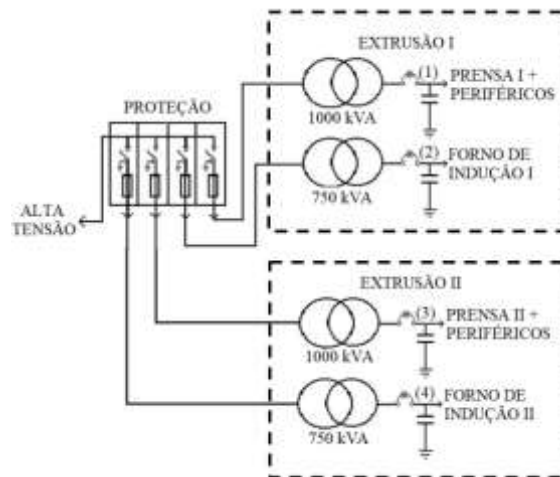 EXTRUSÃO I
(1)
PRENSA I +
PERIFÉRICOS
1000 kVA
PROTEÇÃO
(2)
FORNO DE
INDUÇÃO I
750 kVA
ALTA
TENSÃO
EXTRUSÃO II
(3)
PRENSA II +
PERIFÉRICOS
1000 kVA
(4)
FORNO DE
INDUÇÃO II
750 kVA